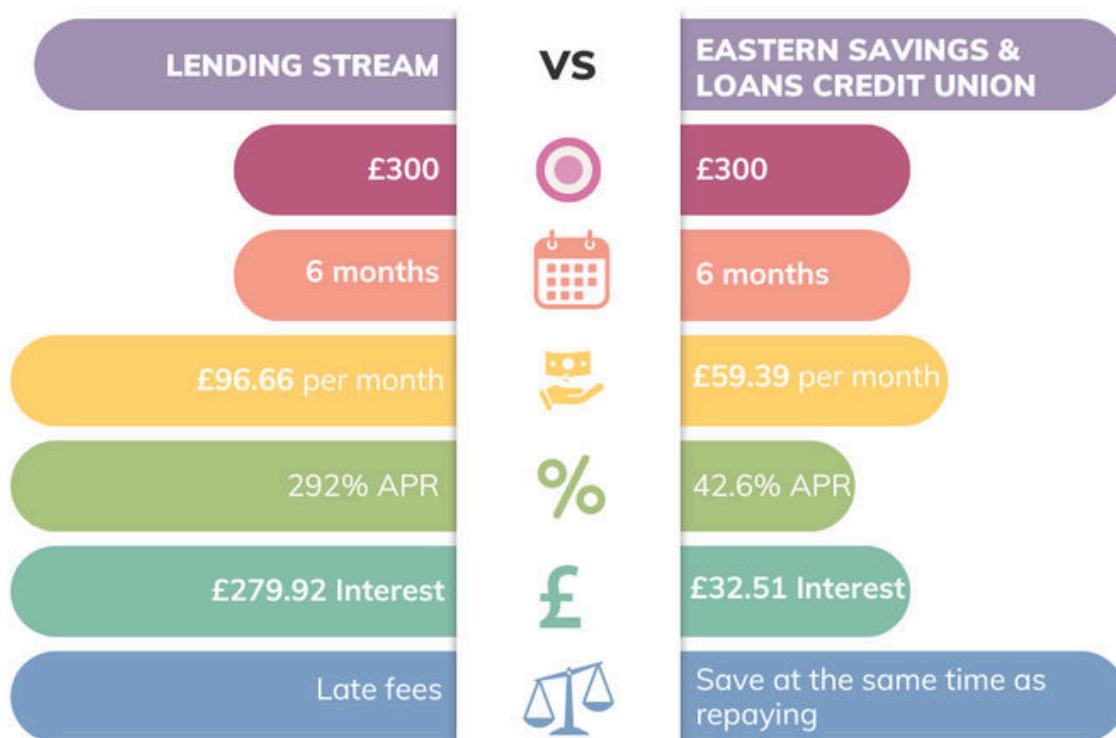 LENDING STREAM
VS
EASTERN SAVINGS &
LOANS CREDIT UNION
£300
£300
6 months
6 months
£96.66 per month
£59.39 per month
292% APR
%
42.6% APR
£279.92 Interest
£
£32.51 Interest
Late fees
Save at the same time as
repaying